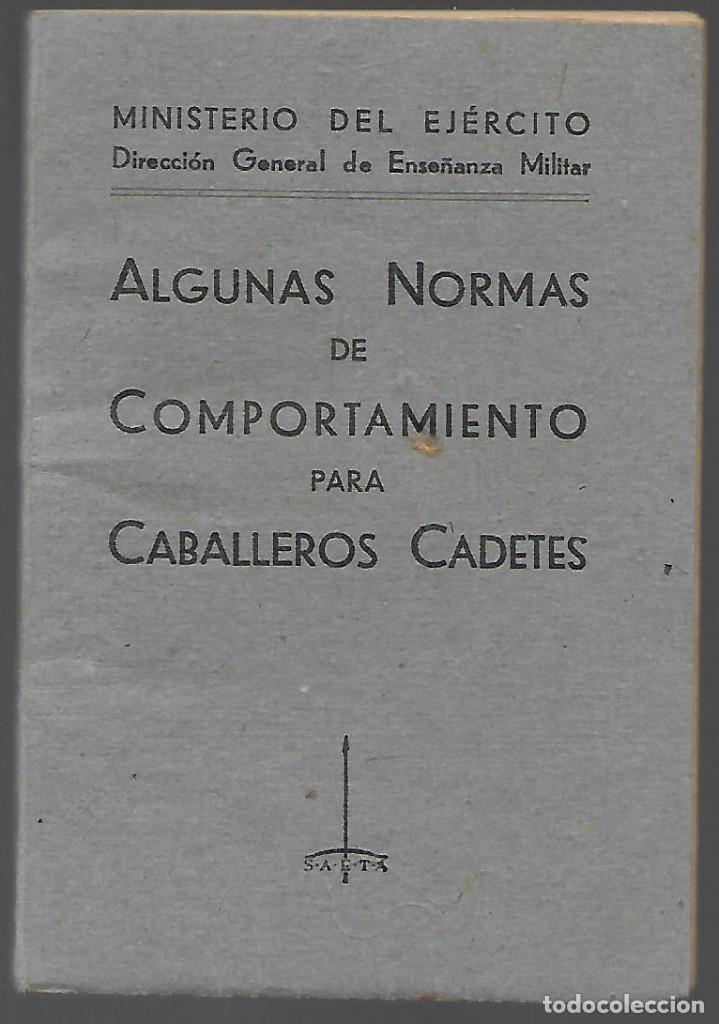 MINISTERIO DEL EJÉRCITO
Dirección General de Enseñanza Militar
ALGUNAS NORMAS
DE
COMPORTAMIENTO
PARA
CABALLEROS CADETES
S·A·E·T·A
todocoleccion